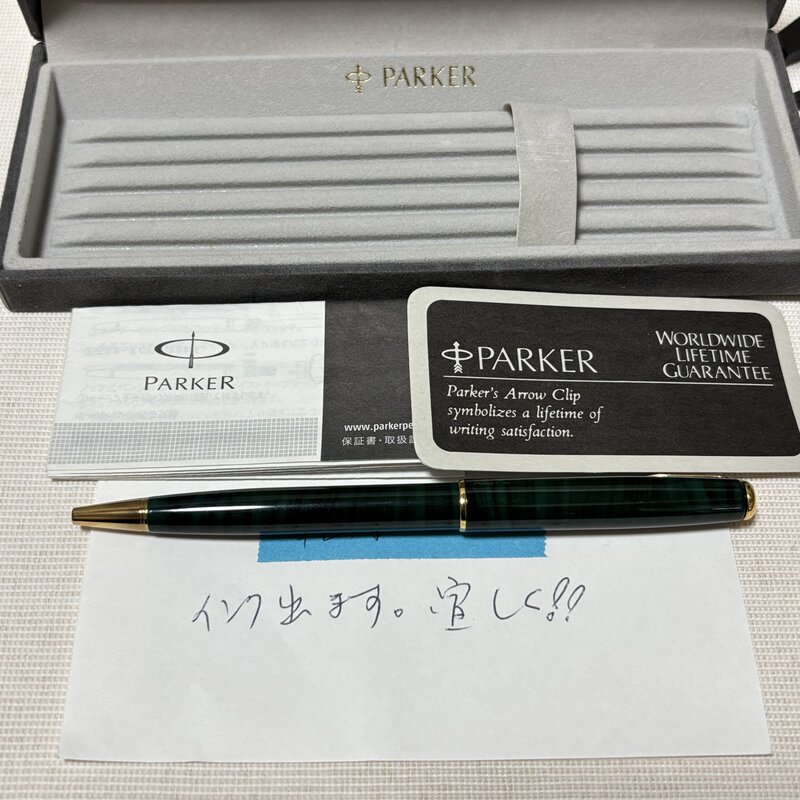 PARKER
PARKER
www.parkerpe
保証書・取扱説
PARKER
WORLDWIDE
LIFETIME
GUARANTEE
Parker's Arrow Clip
symbolizes a lifetime of
writing satisfaction.
インク出ます。宜しく!!